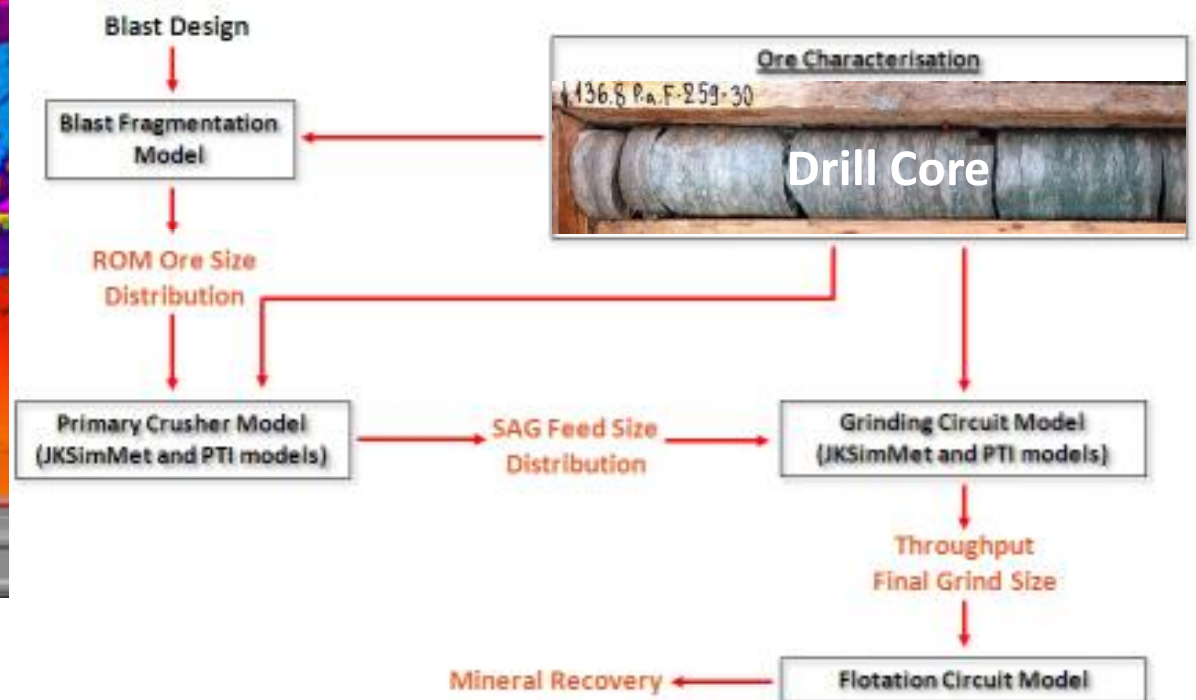 Blast Design
Ore Characterisation
136.8 P.a.F-259-30
Blast Fragmentation
Model
Drill Core
ROM Ore Size
Distribution
Primary Crusher Model
(JKSimMet and PTI models)
SAG Feed Size
Distribution
Grinding Circuit Model
(JKSimMet and PTI models)
Throughput
Final Grind Size
Mineral Recovery
Flotation Circuit Model